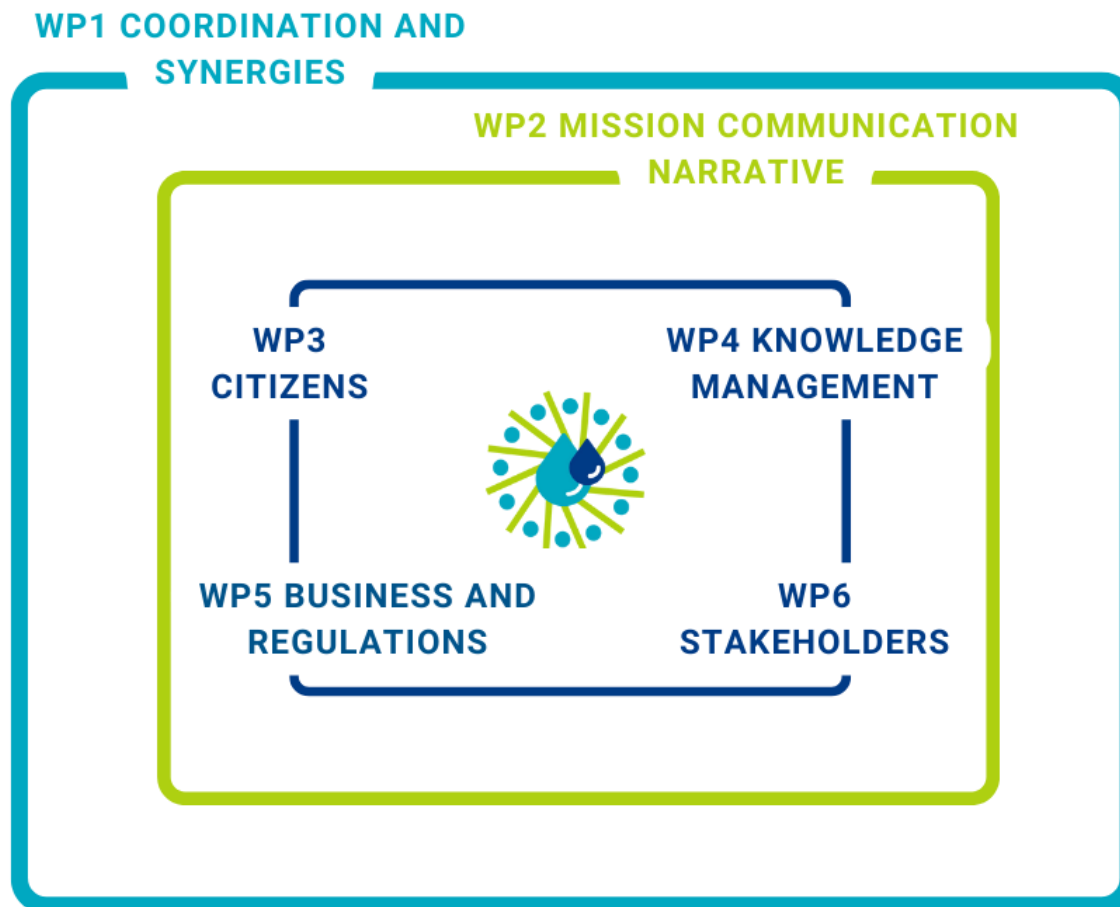 WP1 COORDINATION AND
SYNERGIES
WP2 MISSION COMMUNICATION
NARRATIVE
WP3
CITIZENS
WP4 KNOWLEDGE
MANAGEMENT
WP5 BUSINESS AND
REGULATIONS
WP6
STAKEHOLDERS